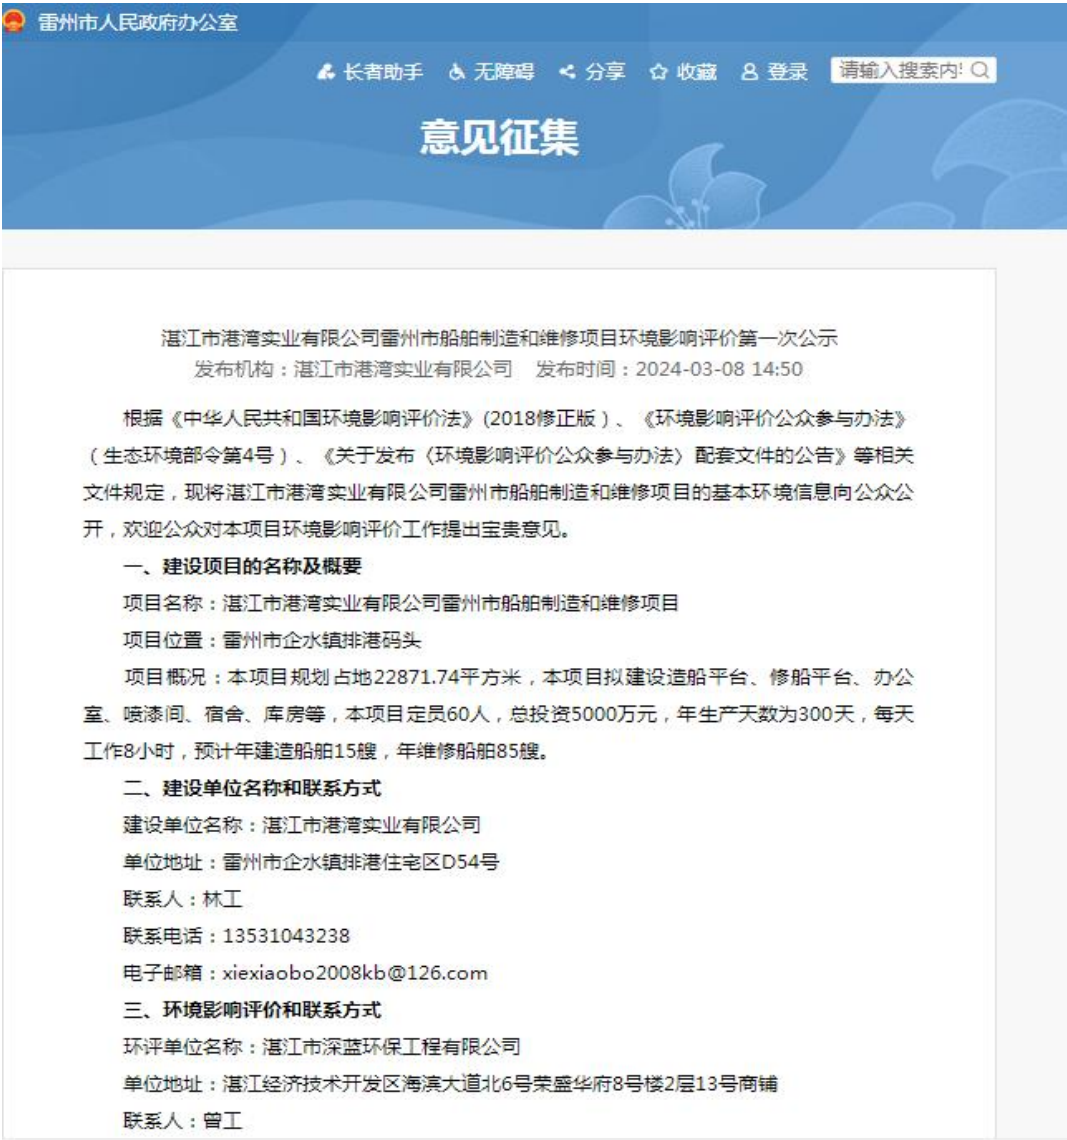 雷州市人民政府办公室
长者助手 无障碍 分享 收藏 登录 请输入搜索内
意见征集
湛江市港湾实业有限公司雷州市船舶制造和维修项目环境影响评价第一次公示
发布机构：湛江市港湾实业有限公司 发布时间：2024-03-08 14:50
根据《中华人民共和国环境影响评价法》(2018修正版）、《环境影响评价公众参与办法》
（生态环境部令第4号）、《关于发布〈环境影响评价公众参与办法〉配套文件的公告》等相关
文件规定，现将湛江市港湾实业有限公司雷州市船舶制造和维修项目的基本环境信息向公众公
开，欢迎公众对本项目环境影响评价工作提出宝贵意见。
一、建设项目的名称及概要
项目名称：湛江市港湾实业有限公司雷州市船舶制造和维修项目
项目位置：雷州市企水镇排港码头
项目概况：本项目规划占地22871.74平方米，本项目拟建设造船平台、修船平台、办公
室、喷漆间、宿舍、库房等，本项目定员60人，总投资5000万元，年生产天数为300天，每天
工作8小时，预计年建造船舶15艘，年维修船舶85艘。
二、建设单位名称和联系方式
建设单位名称：湛江市港湾实业有限公司
单位地址：雷州市企水镇排港住宅区D54号
联系人：林工
联系电话：13531043238
电子邮箱：xiexiaobo2008kb@126.com
三、环境影响评价和联系方式
环评单位名称：湛江市深蓝环保工程有限公司
单位地址：湛江经济技术开发区海滨大道北6号荣盛华府8号楼2层13号商铺
联系人：曾工